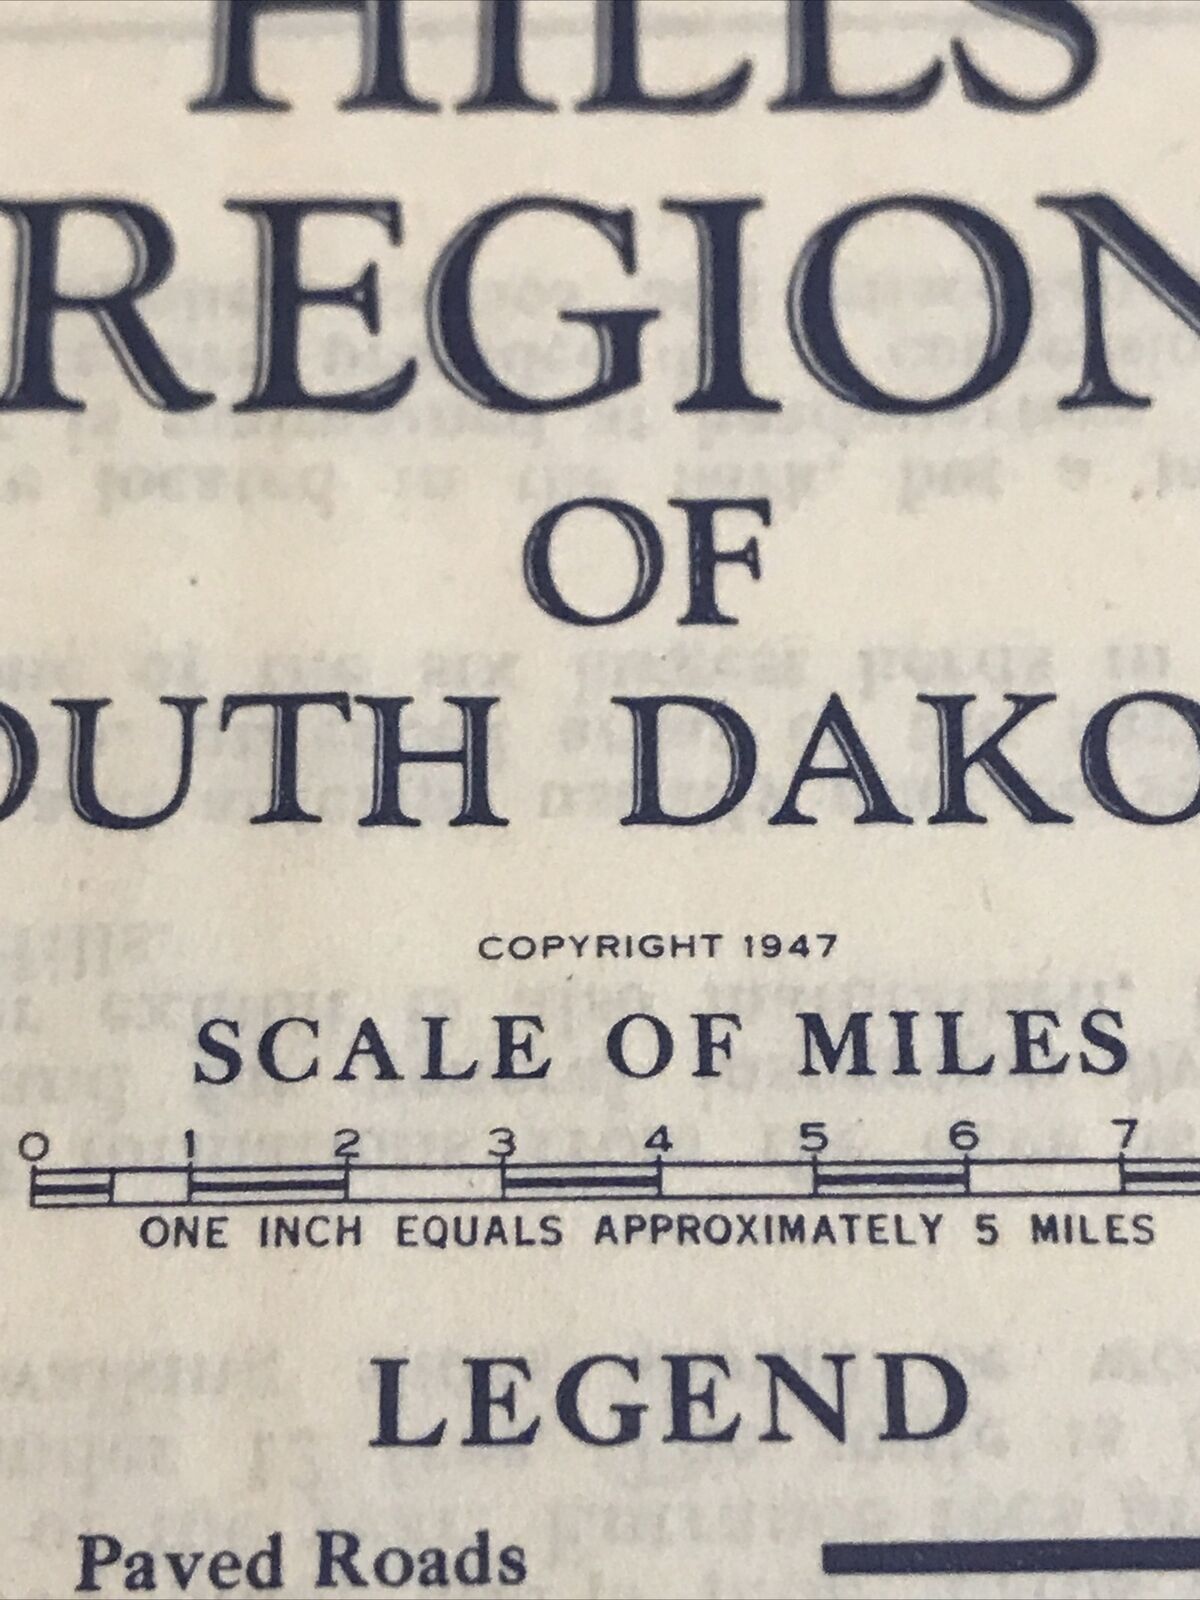 HILLS
REGION
OF
OUTH DAKO
COPYRIGHT 1947
SCALE OF MILES
0 1 2 3 4 5 6 7
ONE INCH EQUALS APPROXIMATELY 5 MILES
LEGEND
Paved Roads